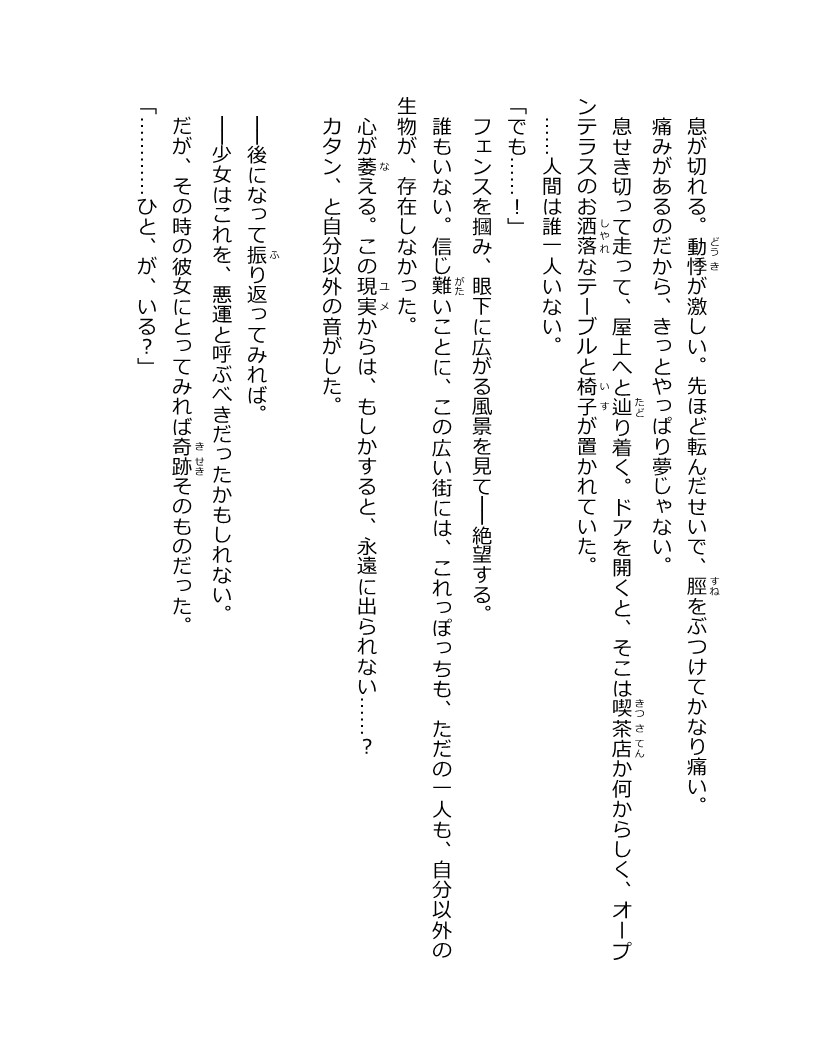 息が切れる。動悸が激しい。先ほど転んだせいで、脛をぶつけてかなり痛い。
痛みがあるのだから、きっとやっぱり夢じゃない。
息せき切って走って、屋上へと辿り着く。ドアを開くと、そこは喫茶店か何からしく、オープ
ンテラスのお洒落なテーブルと椅子が置かれていた。
……人間は誰一人いない。
「でも……！」
フェンスを掴み、眼下に広がる風景を見て――絶望する。
誰もいない。信じ難いことに、この広い街には、これっぽっちも、ただの一人も、自分以外の
生物が、存在しなかった。
心が萎える。この現実からは、もしかすると、永遠に出られない……？
カタン、と自分以外の音がした。
――後になって振り返ってみれば。
――少女はこれを、悪運と呼ぶべきだったかもしれない。
だが、その時の彼女にとってみれば奇跡そのものだった。
「…………ひと、が、いる？」